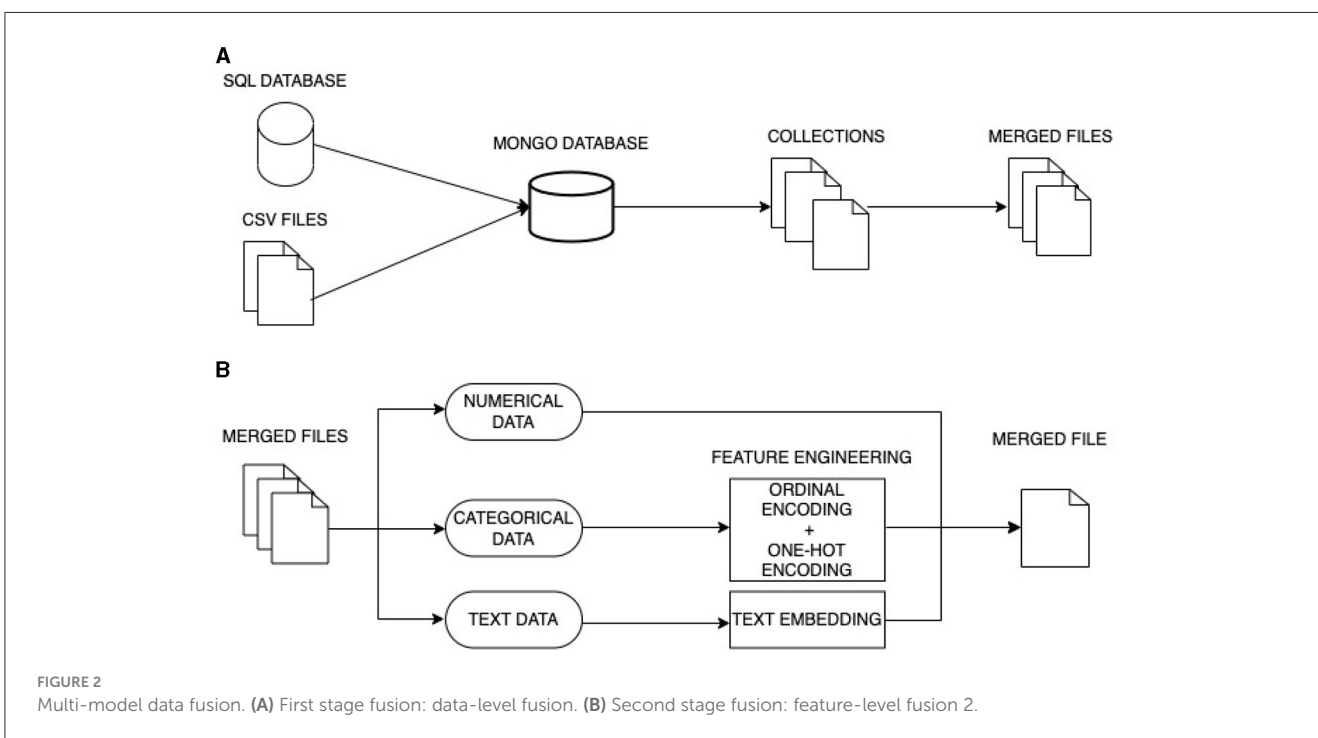 A
SQL DATABASE
CSV FILES
MONGO DATABASE
COLLECTIONS
MERGED FILES
B
MERGED FILES
NUMERICAL
DATA
CATEGORICAL
DATA
TEXT DATA
FEATURE ENGINEERING
ORDINAL
ENCODING
+
ONE-HOT
ENCODING
TEXT EMBEDDING
MERGED FILE
FIGURE 2
Multi-model data fusion. (A) First stage fusion: data-level fusion. (B) Second stage fusion: feature-level fusion 2.